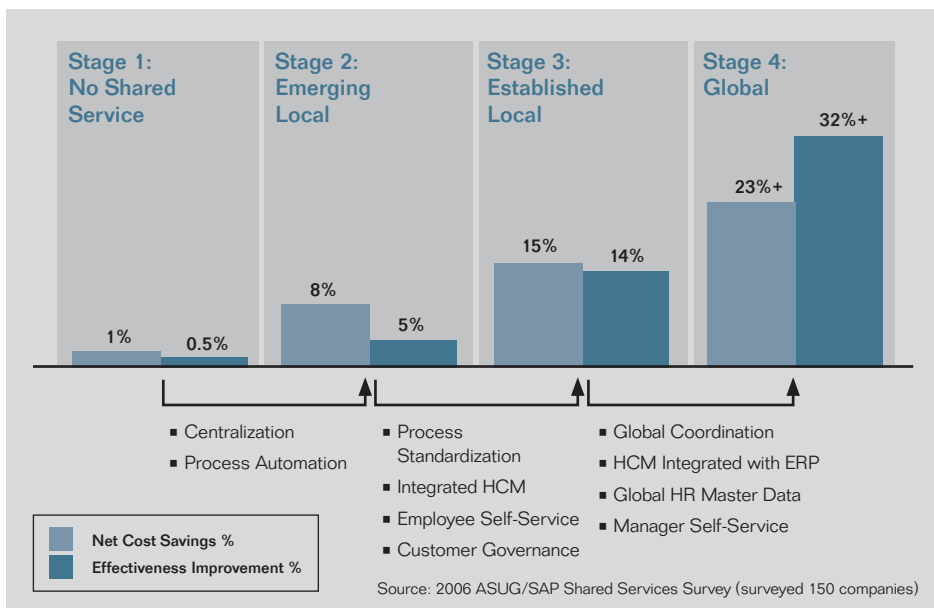 Stage 1:
No Shared
Service
Stage 2:
Emerging
Local
Stage 3:
Established
Local
Stage 4:
Global
1%
0.5%
8%
5%
15%
14%
23%+
32%+
■ Centralization
■ Process Automation
■ Process
Standardization
■ Integrated HCM
■ Employee Self-Service
■ Customer Governance
■ Global Coordination
■ HCM Integrated with ERP
■ Global HR Master Data
■ Manager Self-Service
Net Cost Savings %
Effectiveness Improvement %
Source: 2006 ASUG/SAP Shared Services Survey (surveyed 150 companies)